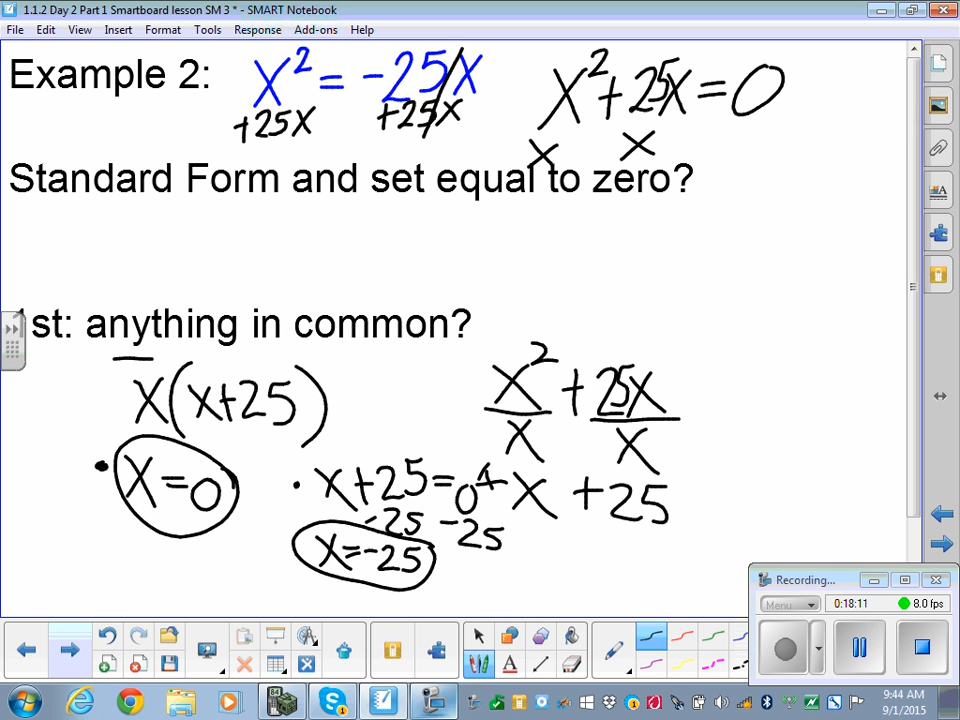 1.1.2 Day 2 Part 1 Smartboard lesson SM 3 * - SMART Notebook
File Edit View Insert Format Tools Response Add-ons Help
Example 2: x² = -25x x²+25x=0
+25x +25x x x
Standard Form and set equal to zero?
1st: anything in common?
x(x+25) x²/x + 25x/x
• x=0 • x+25=0 x +25
-25 -25
x=-25
Recording...
Menu 0:18:11 8.0 fps
A
84
9:44 AM
9/1/2015